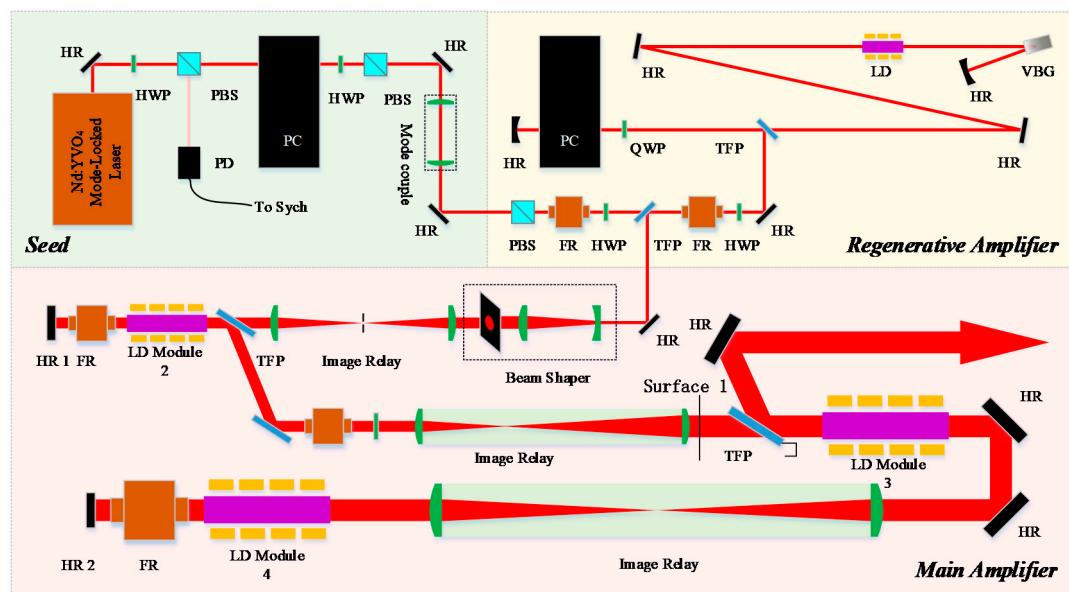 HR
HWP
PBS
PC
HWP
PBS
HR
Nd:YVO4
Mode-Locked
Laser
PD
To Sych
Mode couple
HR
Seed
HR
PC
QWP
TFP
HR
LD
HR
VBG
HR
PBS
FR
HWP
TFP
FR
HWP
HR
Regenerative Amplifier
HR 1
FR
LD Module
2
TFP
Image Relay
Beam Shaper
HR
HR
Surface 1
Image Relay
TFP
LD Module
3
HR
HR 2
FR
LD Module
4
Image Relay
HR
Main Amplifier